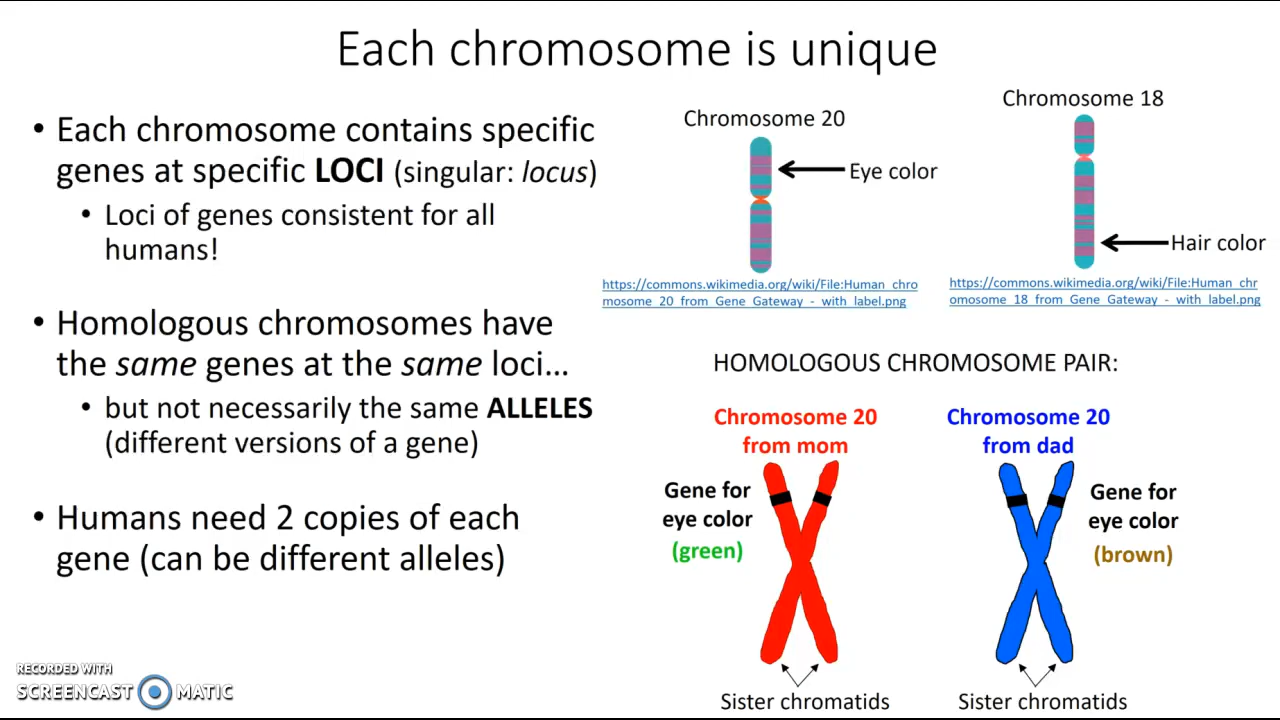 Each chromosome is unique
• Each chromosome contains specific
genes at specific LOCI (singular: locus)
• Loci of genes consistent for all
humans!
• Homologous chromosomes have
the same genes at the same loci…
• but not necessarily the same ALLELES
(different versions of a gene)
• Humans need 2 copies of each
gene (can be different alleles)
Chromosome 20
Eye color
https://commons.wikimedia.org/wiki/File:Human_chro
mosome_20_from_Gene_Gateway_-_with_label.png
Chromosome 18
Hair color
https://commons.wikimedia.org/wiki/File:Human_chr
omosome_18_from_Gene_Gateway_-_with_label.png
HOMOLOGOUS CHROMOSOME PAIR:
Chromosome 20
from mom
Gene for
eye color
(green)
Sister chromatids
Chromosome 20
from dad
Gene for
eye color
(brown)
Sister chromatids
RECORDED WITH
SCREENCAST MATIC